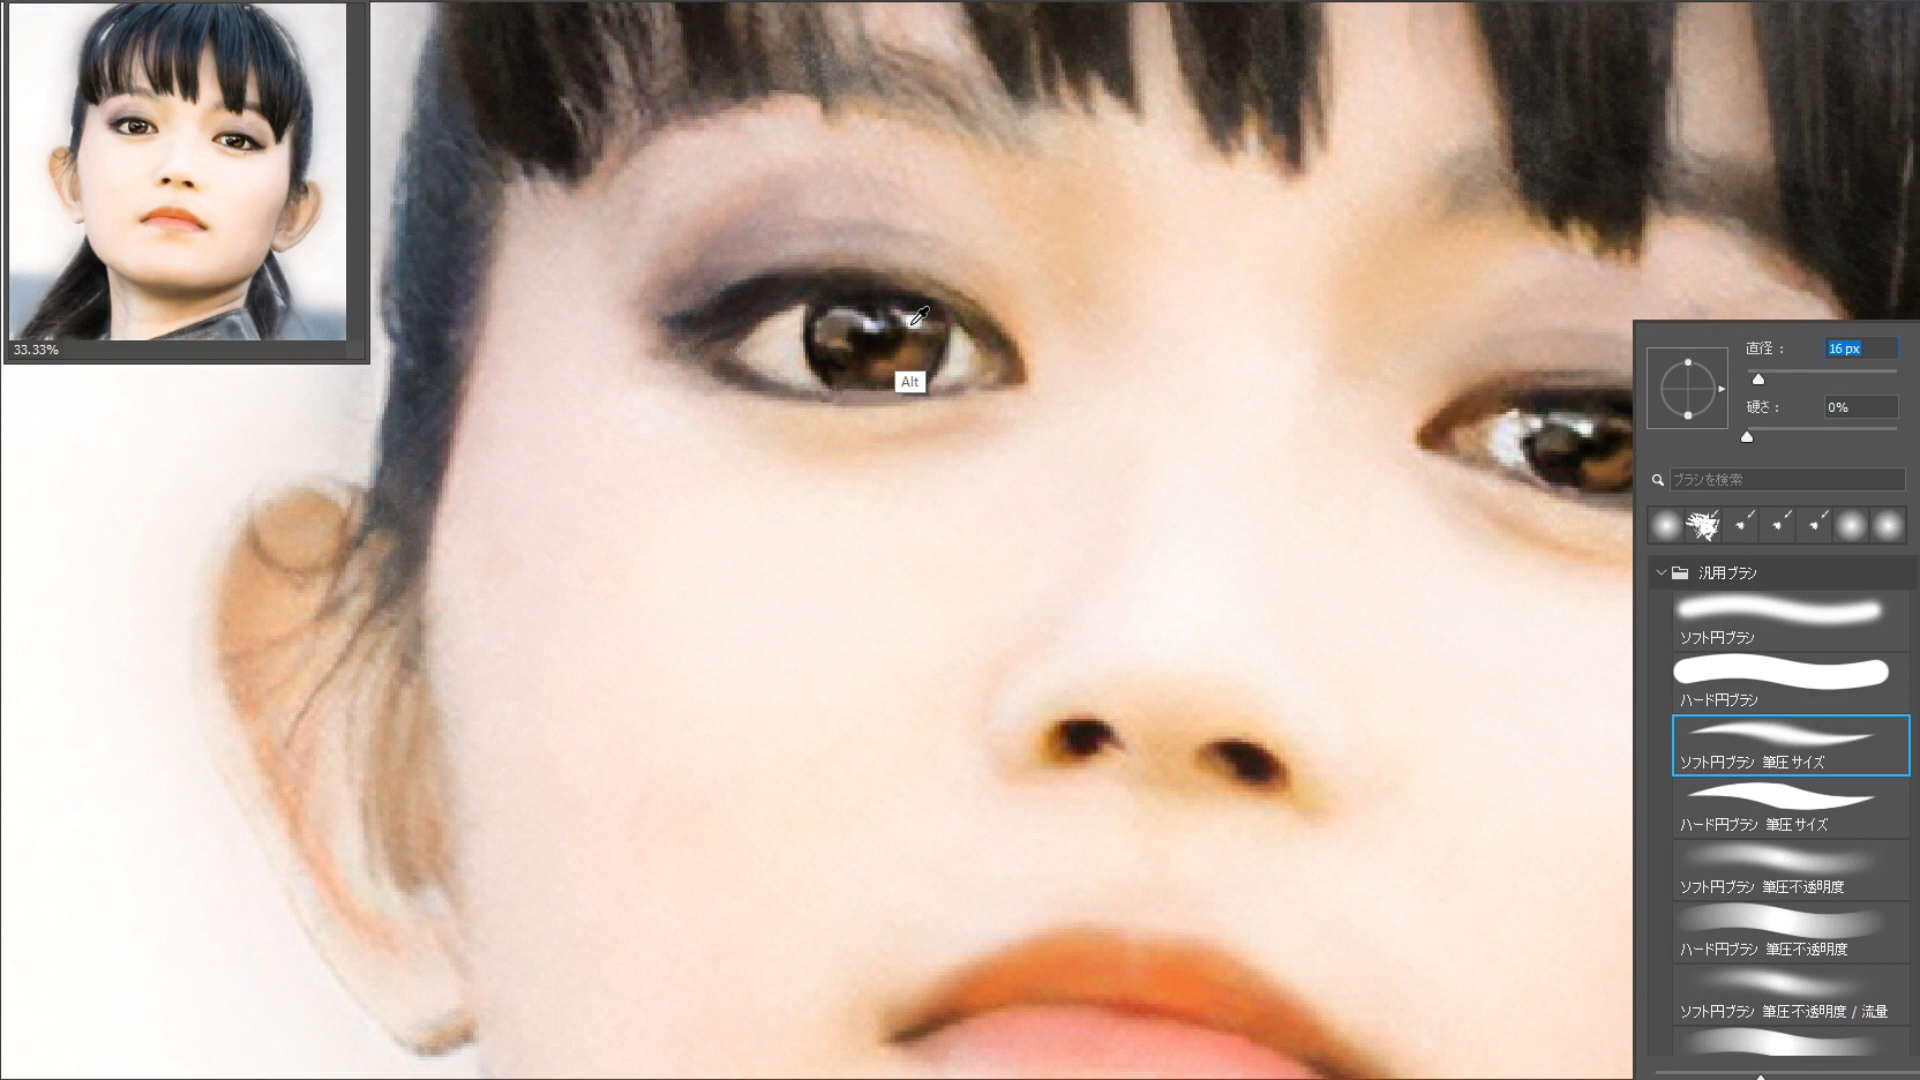 33.33%
Alt
直径 :
16 px
硬さ :
0%
ブラシを検索
汎用ブラシ
ソフト円ブラシ
ハード円ブラシ
ソフト円ブラシ 筆圧サイズ
ハード円ブラシ 筆圧サイズ
ソフト円ブラシ 筆圧不透明度
ハード円ブラシ 筆圧不透明度
ソフト円ブラシ 筆圧不透明度 / 流量